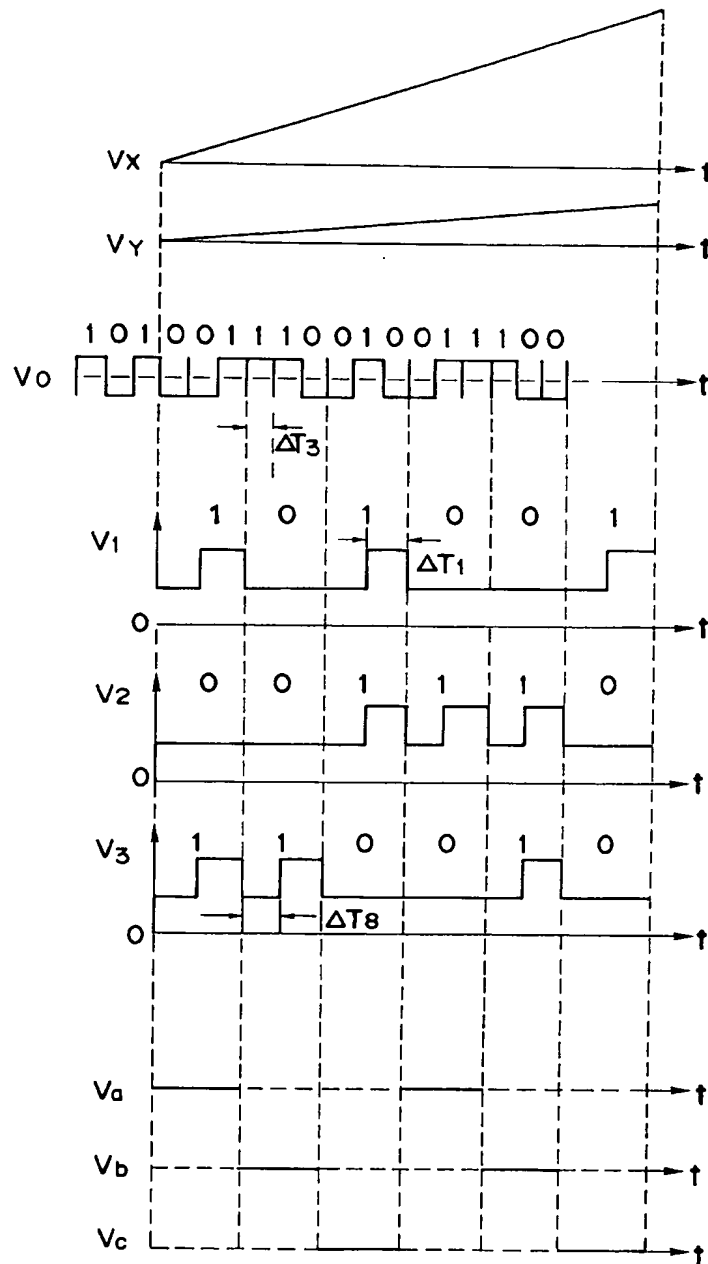 VX t
VY t
1 0 1 0 0 1 1 1 0 0 1 0 0 1 1 1 0 0
VO t
ΔT3
1 0 1 0 0 1
V1 ΔT1
0 t
0 0 1 1 1 0
V2
0 t
1 1 0 0 1 0
V3
ΔT8
0 t
Va t
Vb t
Vc t